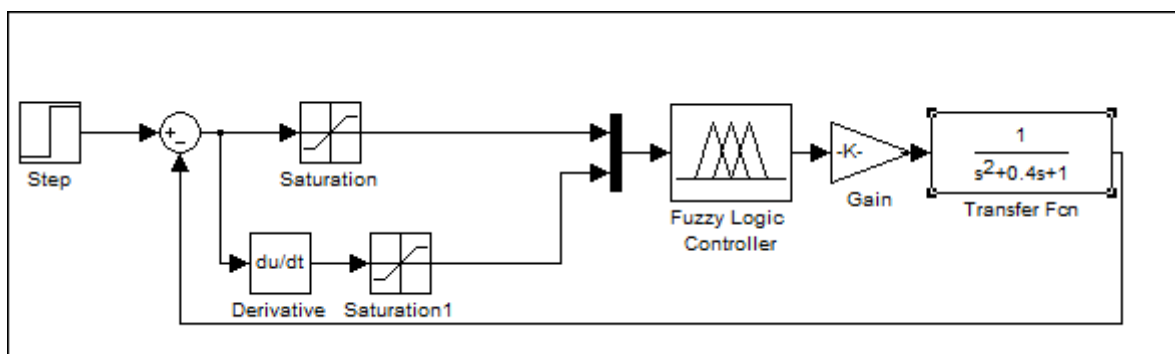 Step
+
−
Saturation
du/dt
Derivative
Saturation1
Fuzzy Logic
Controller
-K-
Gain
1
s²+0.4s+1
Transfer Fcn